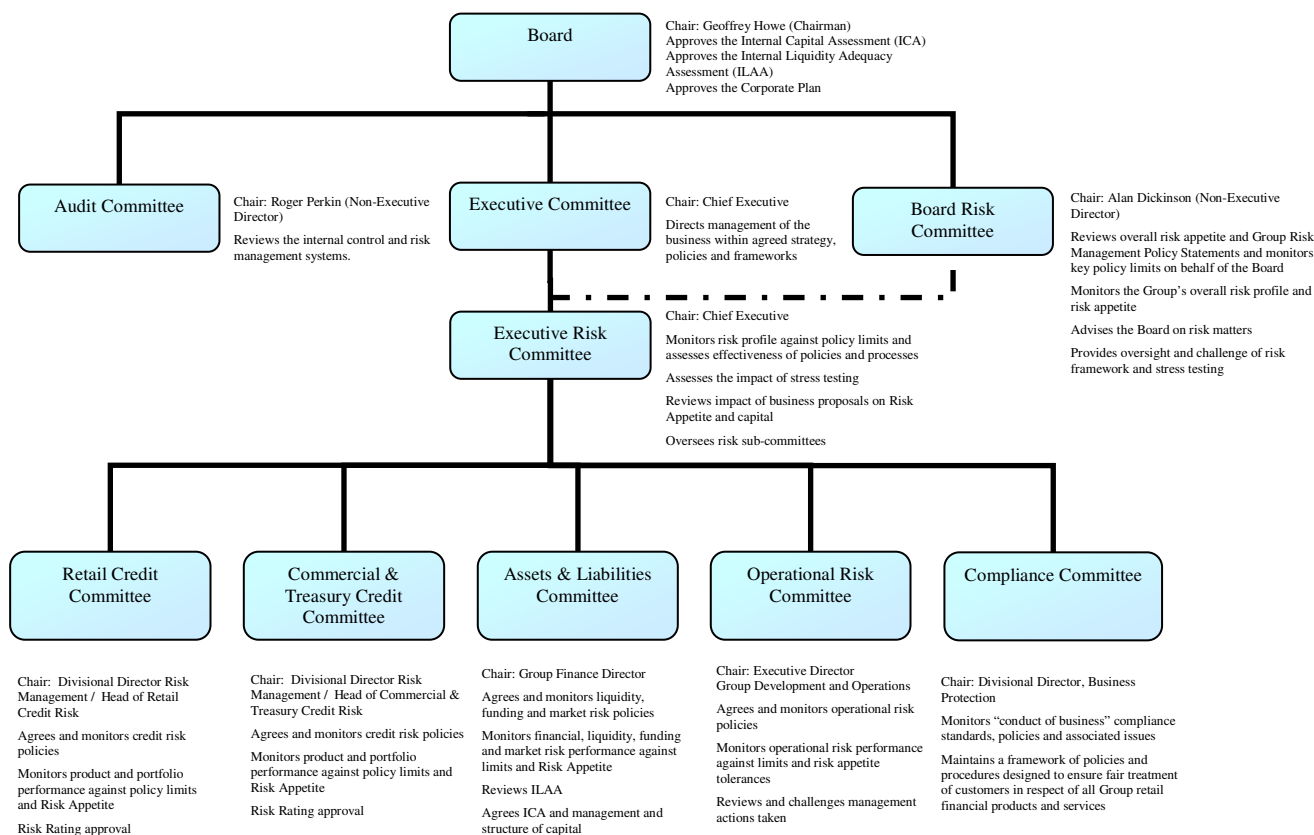 Board
Chair: Geoffrey Howe (Chairman)
Approves the Internal Capital Assessment (ICA)
Approves the Internal Liquidity Adequacy
Assessment (ILAA)
Approves the Corporate Plan
Audit Committee
Chair: Roger Perkin (Non-Executive
Director)
Reviews the internal control and risk
management systems.
Executive Committee
Chair: Chief Executive
Directs management of the
business within agreed strategy,
policies and frameworks
Board Risk
Committee
Chair: Alan Dickinson (Non-Executive
Director)
Reviews overall risk appetite and Group Risk
Management Policy Statements and monitors
key policy limits on behalf of the Board
Monitors the Group's overall risk profile and
risk appetite
Advises the Board on risk matters
Provides oversight and challenge of risk
framework and stress testing
Executive Risk
Committee
Chair: Chief Executive
Monitors risk profile against policy limits and
assesses effectiveness of policies and processes
Assesses the impact of stress testing
Reviews impact of business proposals on Risk
Appetite and capital
Oversees risk sub-committees
Retail Credit
Committee
Chair: Divisional Director Risk
Management / Head of Retail
Credit Risk
Agrees and monitors credit risk
policies
Monitors product and portfolio
performance against policy limits
and Risk Appetite
Risk Rating approval
Commercial &
Treasury Credit
Committee
Chair: Divisional Director Risk
Management / Head of Commercial &
Treasury Credit Risk
Agrees and monitors credit risk policies
Monitors product and portfolio
performance against policy limits and
Risk Appetite
Risk Rating approval
Assets & Liabilities
Committee
Chair: Group Finance Director
Agrees and monitors liquidity,
funding and market risk policies
Monitors financial, liquidity, funding
and market risk performance against
limits and Risk Appetite
Reviews ILAA
Agrees ICA and management and
structure of capital
Operational Risk
Committee
Chair: Executive Director
Group Development and Operations
Agrees and monitors operational risk
policies
Monitors operational risk performance
against limits and risk appetite
tolerances
Reviews and challenges management
actions taken
Compliance Committee
Chair: Divisional Director, Business
Protection
Monitors “conduct of business” compliance
standards, policies and associated issues
Maintains a framework of policies and
procedures designed to ensure fair treatment
of customers in respect of all Group retail
financial products and services